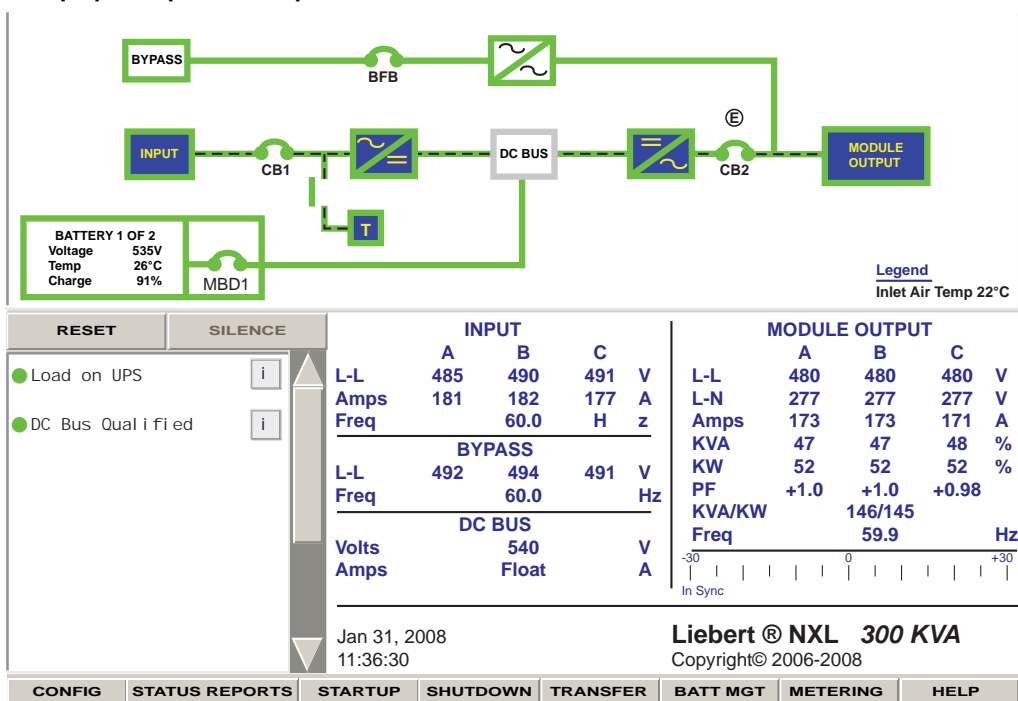 BYPASS
BFB
E
INPUT
CB1
DC BUS
CB2
MODULE
OUTPUT
T
BATTERY 1 OF 2
Voltage 535V
Temp 26°C
Charge 91%
MBD1
Legend
Inlet Air Temp 22°C
RESET SILENCE
Load on UPS i
DC Bus Qualified i
INPUT
A B C
L-L 485 490 491 V
Amps 181 182 177 A
Freq 60.0 H z
BYPASS
L-L 492 494 491 V
Freq 60.0 Hz
DC BUS
Volts 540 V
Amps Float A
MODULE OUTPUT
A B C
L-L 480 480 480 V
L-N 277 277 277 V
Amps 173 173 171 A
KVA 47 47 48 %
KW 52 52 52 %
PF +1.0 +1.0 +0.98
KVA/KW 146/145
Freq 59.9 Hz
-30 0 +30
In Sync
Jan 31, 2008
11:36:30
Liebert ® NXL 300 KVA
Copyright© 2006-2008
CONFIG STATUS REPORTS STARTUP SHUTDOWN TRANSFER BATT MGT METERING HELP